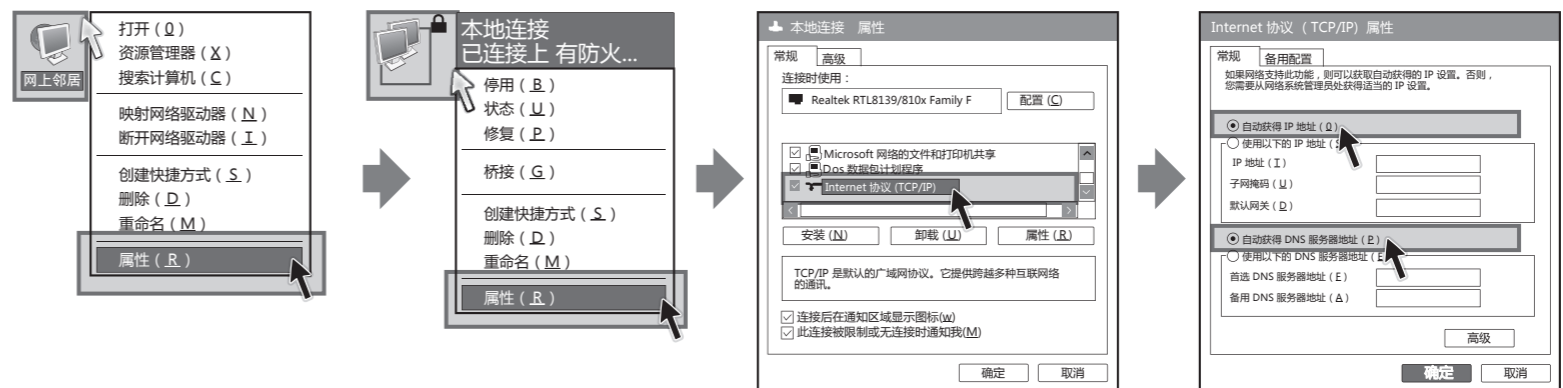 网上邻居
打开 ( 0 )
资源管理器 ( X )
搜索计算机 ( C )
映射网络驱动器 ( N )
断开网络驱动器 ( I )
创建快捷方式 ( S )
删除 ( D )
重命名 ( M )
属性 ( R )
本地连接
已连接上 有防火...
停用 ( B )
状态 ( U )
修复 ( P )
桥接 ( G )
创建快捷方式 ( S )
删除 ( D )
重命名 ( M )
属性 ( R )
本地连接 属性
常规 高级
连接时使用：
Realtek RTL8139/810x Family F 配置 (C)
Microsoft 网络的文件和打印机共享
Dos 数据包计划程序
Internet 协议 (TCP/IP)
安装 (N) 卸载 (U) 属性 (R)
TCP/IP 是默认的广域网协议。它提供跨越多种互联网络
的通讯。
连接后在通知区域显示图标(w)
此连接被限制或无连接时通知我(M)
确定 取消
Internet 协议 （ TCP/IP) 属性
常规 备用配置
如果网络支持此功能，则可以获取自动获得的 IP 设置。否则，
您需要从网络系统管理员处获得适当的 IP 设置。
自动获得 IP 地址 ( 0 )
使用以下的 IP 地址 (
IP 地址 ( I )
子网掩码 ( U )
默认网关 ( D )
自动获得 DNS 服务器地址 ( P )
使用以下的 DNS 服务器地址 (
首选 DNS 服务器地址 ( E )
备用 DNS 服务器地址 ( A )
高级
确定 取消